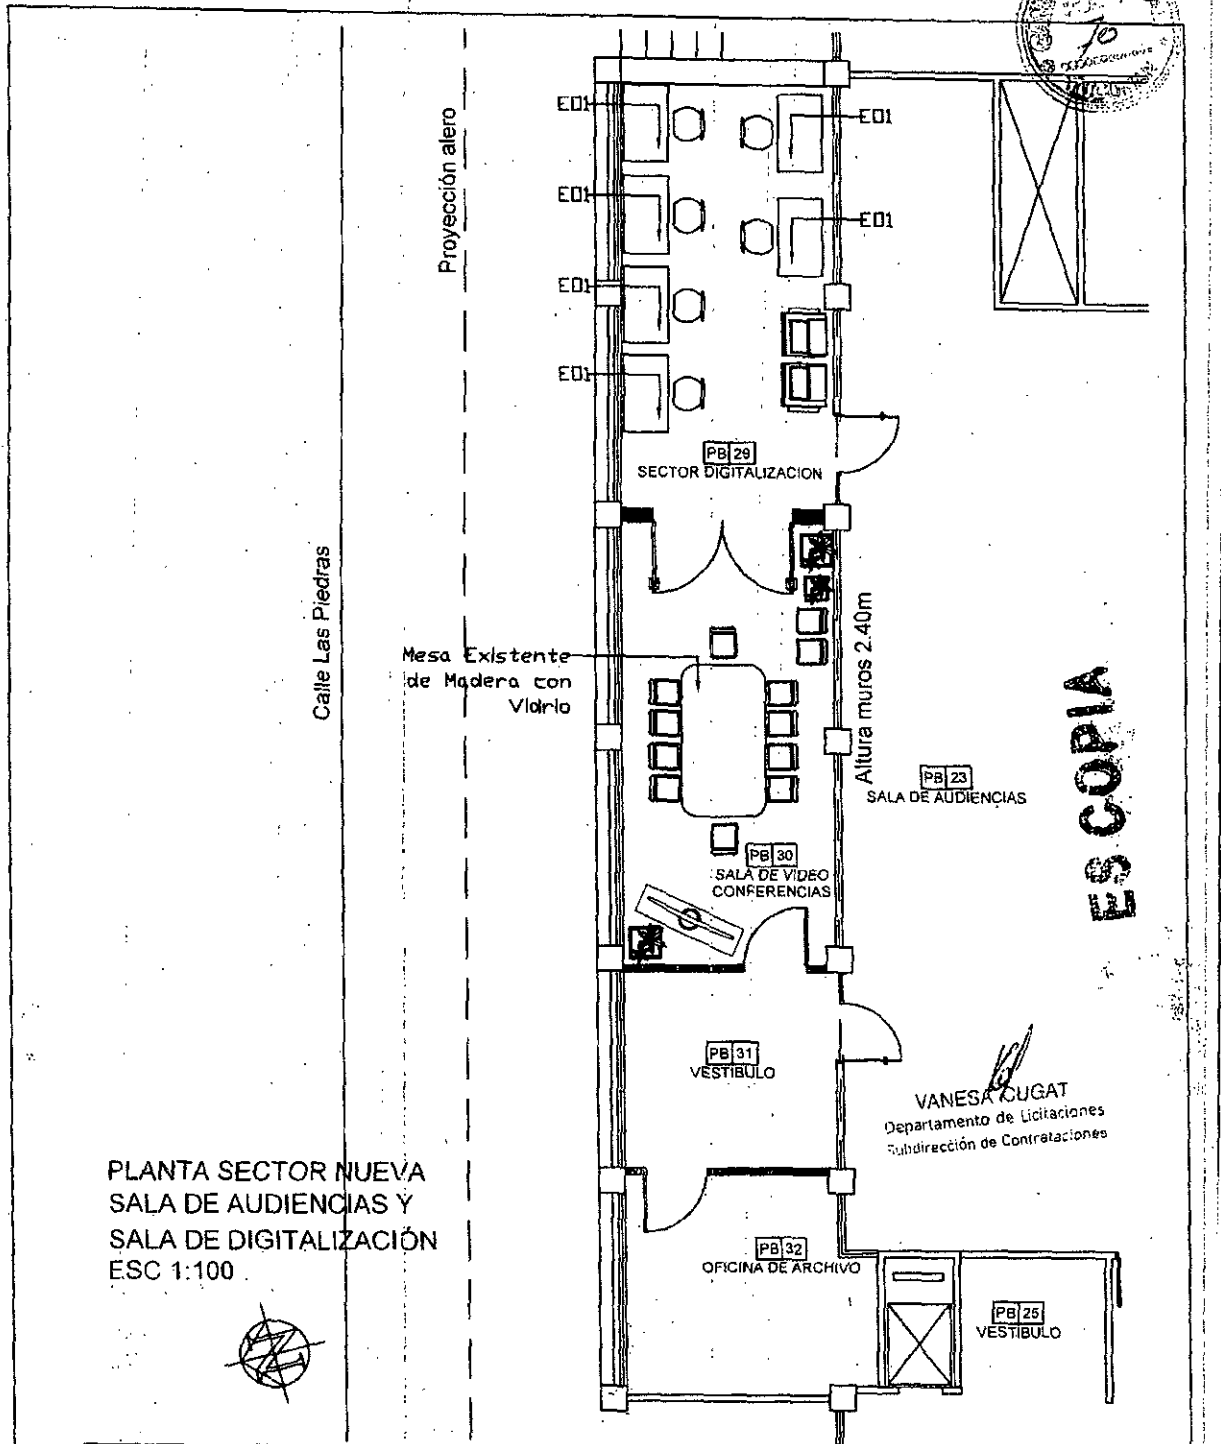 Proyección alero
Calle Las Piedras
ED1
ED1
ED1
ED1
ED1
ED1
PB 29
SECTOR DIGITALIZACION
Mesa Existente
de Madera con
Vidrio
Altura muros 2.40m
PB 23
SALA DE AUDIENCIAS
ES COPIA
PB 30
SALA DE VIDEO
CONFERENCIAS
PB 31
VESTIBULO
VANESA CUGAT
Departamento de Licitaciones
Subdirección de Contrataciones
PLANTA SECTOR NUEVA
SALA DE AUDIENCIAS Y
SALA DE DIGITALIZACIÓN
ESC 1:100
PB 32
OFICINA DE ARCHIVO
PB 25
VESTIBULO
N